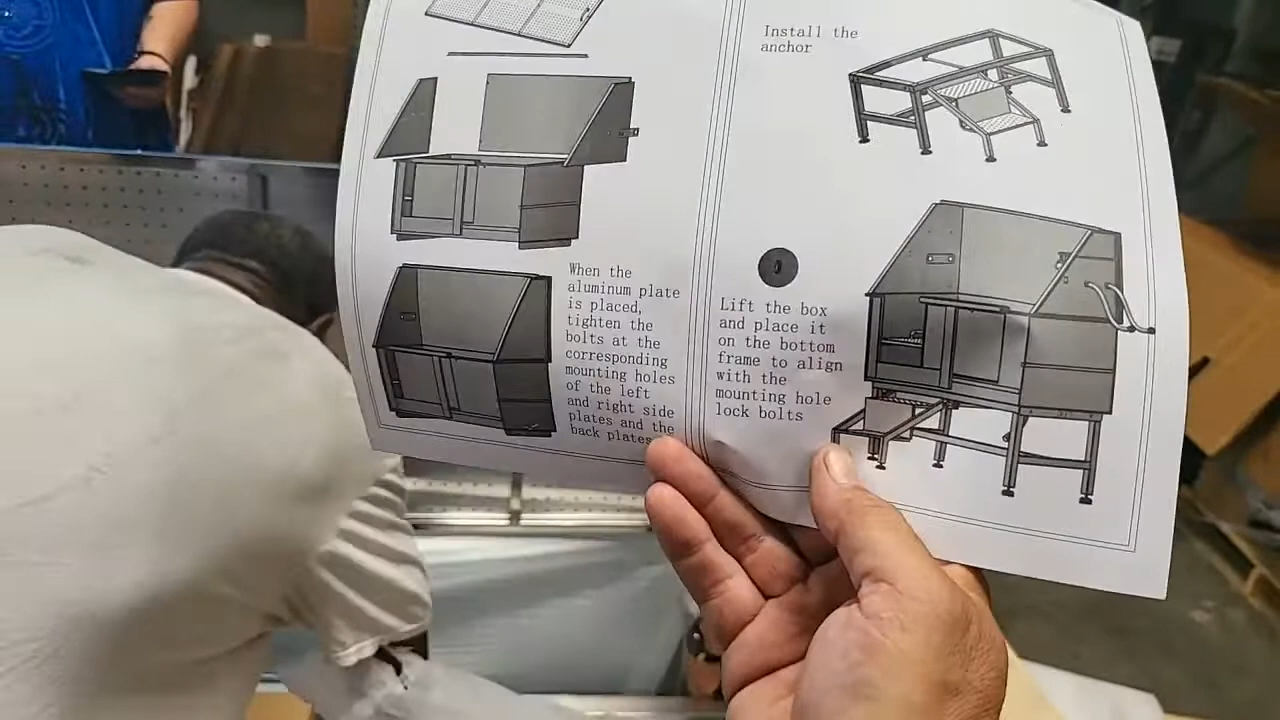 When the
aluminum plate
is placed,
tighten the
bolts at the
corresponding
mounting holes
of the left
and right side
plates and the
back plates
Install the
anchor
Lift the box
and place it
on the bottom
frame to align
with the
mounting hole
lock bolts